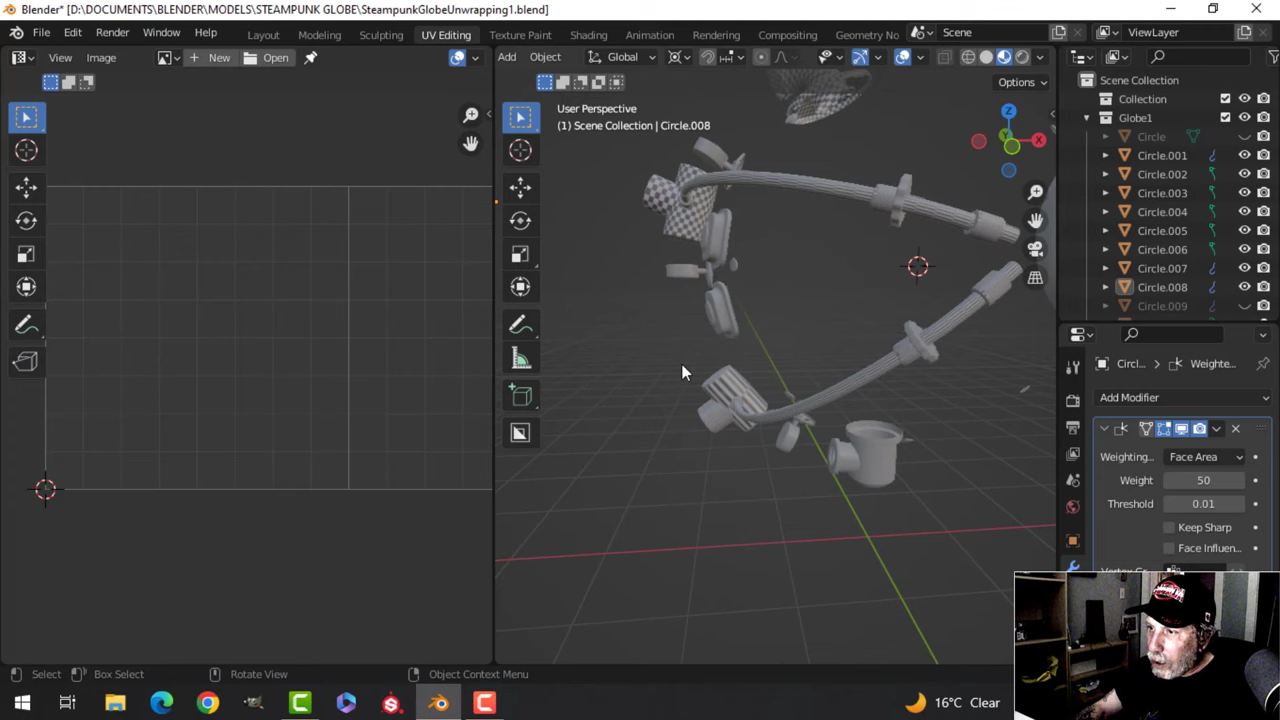 Blender* [D:\DOCUMENTS\BLENDER\MODELS\STEAMPUNK GLOBE\SteampunkGlobeUnwrapping1.blend]
File Edit Render Window Help Layout Modeling Sculpting UV Editing Texture Paint Shading Animation Rendering Compositing Geometry No Scene ViewLayer
View Image New Open Add Object Global
Options
User Perspective
(1) Scene Collection | Circle.008
Z
X
Y
Scene Collection
Collection
Globe1
Circle
Circle.001
Circle.002
Circle.003
Circle.004
Circle.005
Circle.006
Circle.007
Circle.008
Circle.009
Circl... Weighte...
Add Modifier
Weighting... Face Area
Weight 50
Threshold 0.01
Keep Sharp
Face Influen...
Select Box Select Rotate View Object Context Menu
16°C Clear